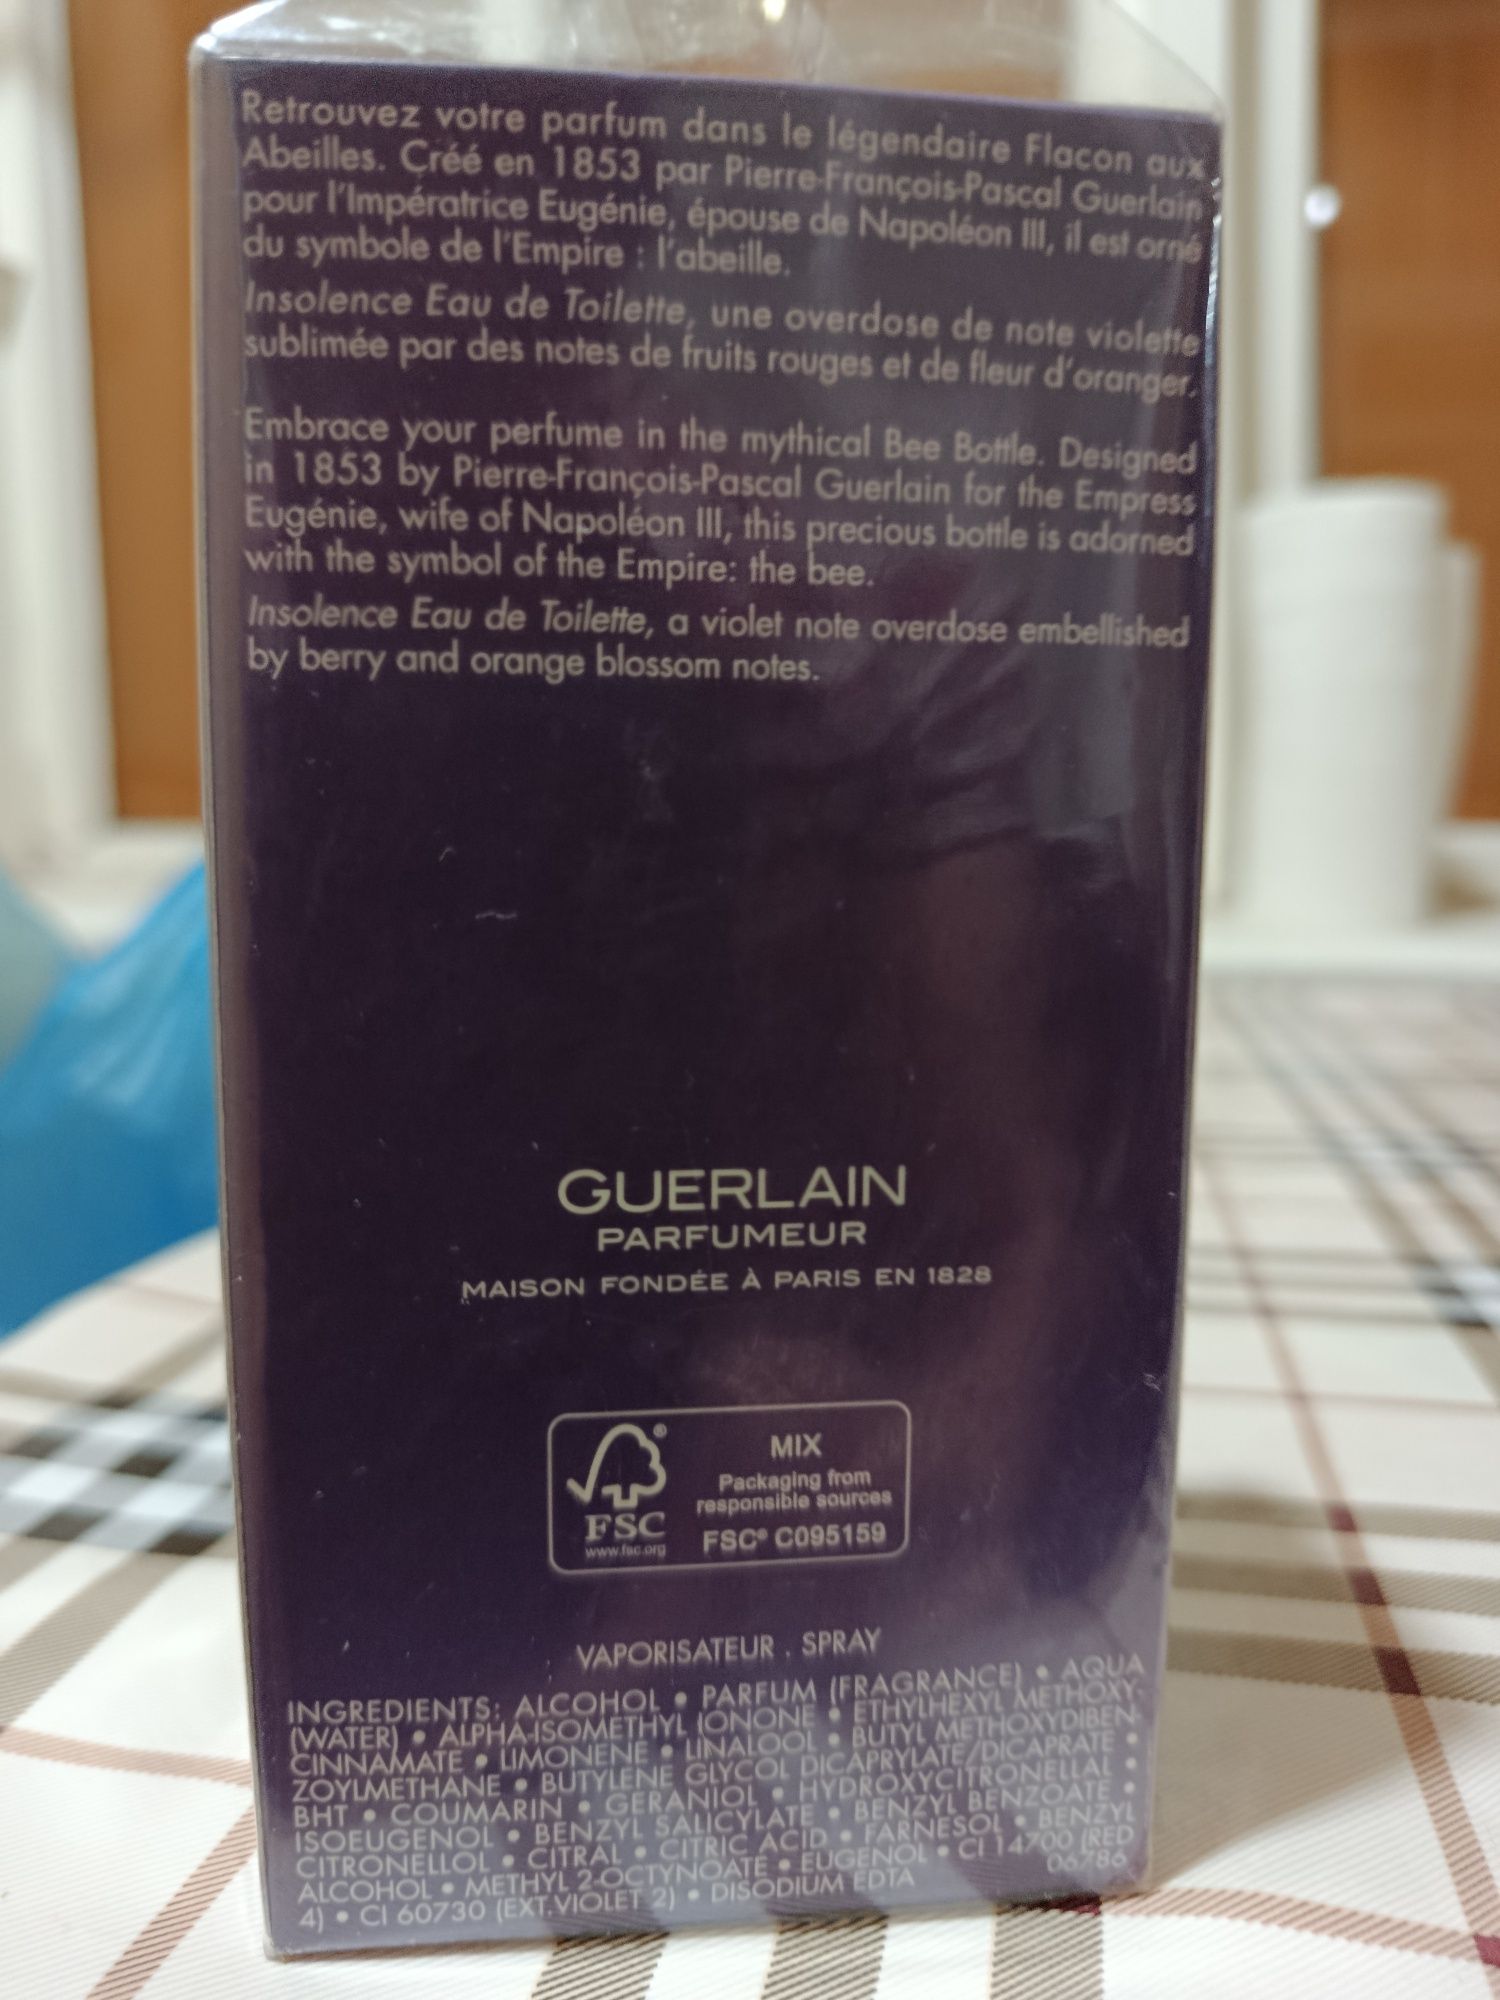 Retrouvez votre parfum dans le légendaire Flacon aux
Abeilles. Créé en 1853 par Pierre-François-Pascal Guerlain
pour l'Impératrice Eugénie, épouse de Napoléon III, il est orné
du symbole de l'Empire : l'abeille.
Insolence Eau de Toilette, une overdose de note violette
sublimée par des notes de fruits rouges et de fleur d'oranger.
Embrace your perfume in the mythical Bee Bottle. Designed
in 1853 by Pierre-François-Pascal Guerlain for the Empress
Eugénie, wife of Napoléon III, this precious bottle is adorned
with the symbol of the Empire: the bee.
Insolence Eau de Toilette, a violet note overdose embellished
by berry and orange blossom notes.
GUERLAIN
PARFUMEUR
MAISON FONDÉE À PARIS EN 1828
FSC®
www.fsc.org
MIX
Packaging from
responsible sources
FSC® C095159
VAPORISATEUR . SPRAY
INGREDIENTS: ALCOHOL • PARFUM (FRAGRANCE) • AQUA
(WATER) • ALPHA-ISOMETHYL IONONE • ETHYLHEXYL METHOXY-
CINNAMATE • LIMONENE • LINALOOL • BUTYL METHOXYDIBEN-
ZOYLMETHANE • BUTYLENE GLYCOL DICAPRYLATE/DICAPRATE •
BHT • COUMARIN • GERANIOL • HYDROXYCITRONELLAL •
ISOEUGENOL • BENZYL SALICYLATE • BENZYL BENZOATE •
CITRONELLOL • CITRAL • CITRIC ACID • FARNESOL • BENZYL
ALCOHOL • METHYL 2-OCTYNOATE • EUGENOL • CI 14700 (RED
4) • CI 60730 (EXT.VIOLET 2) • DISODIUM EDTA 06786